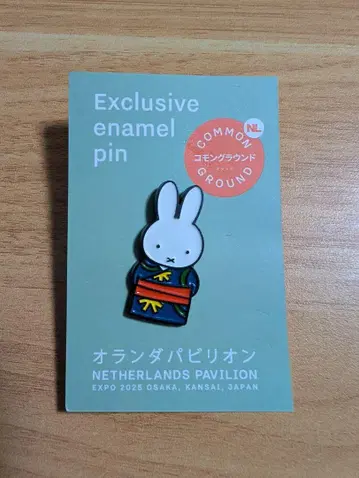 Exclusive
enamel
pin
NL
COMMON
コモングラウンド
GROUND
オランダパビリオン
NETHERLANDS PAVILION
EXPO 2025 OSAKA, KANSAI, JAPAN